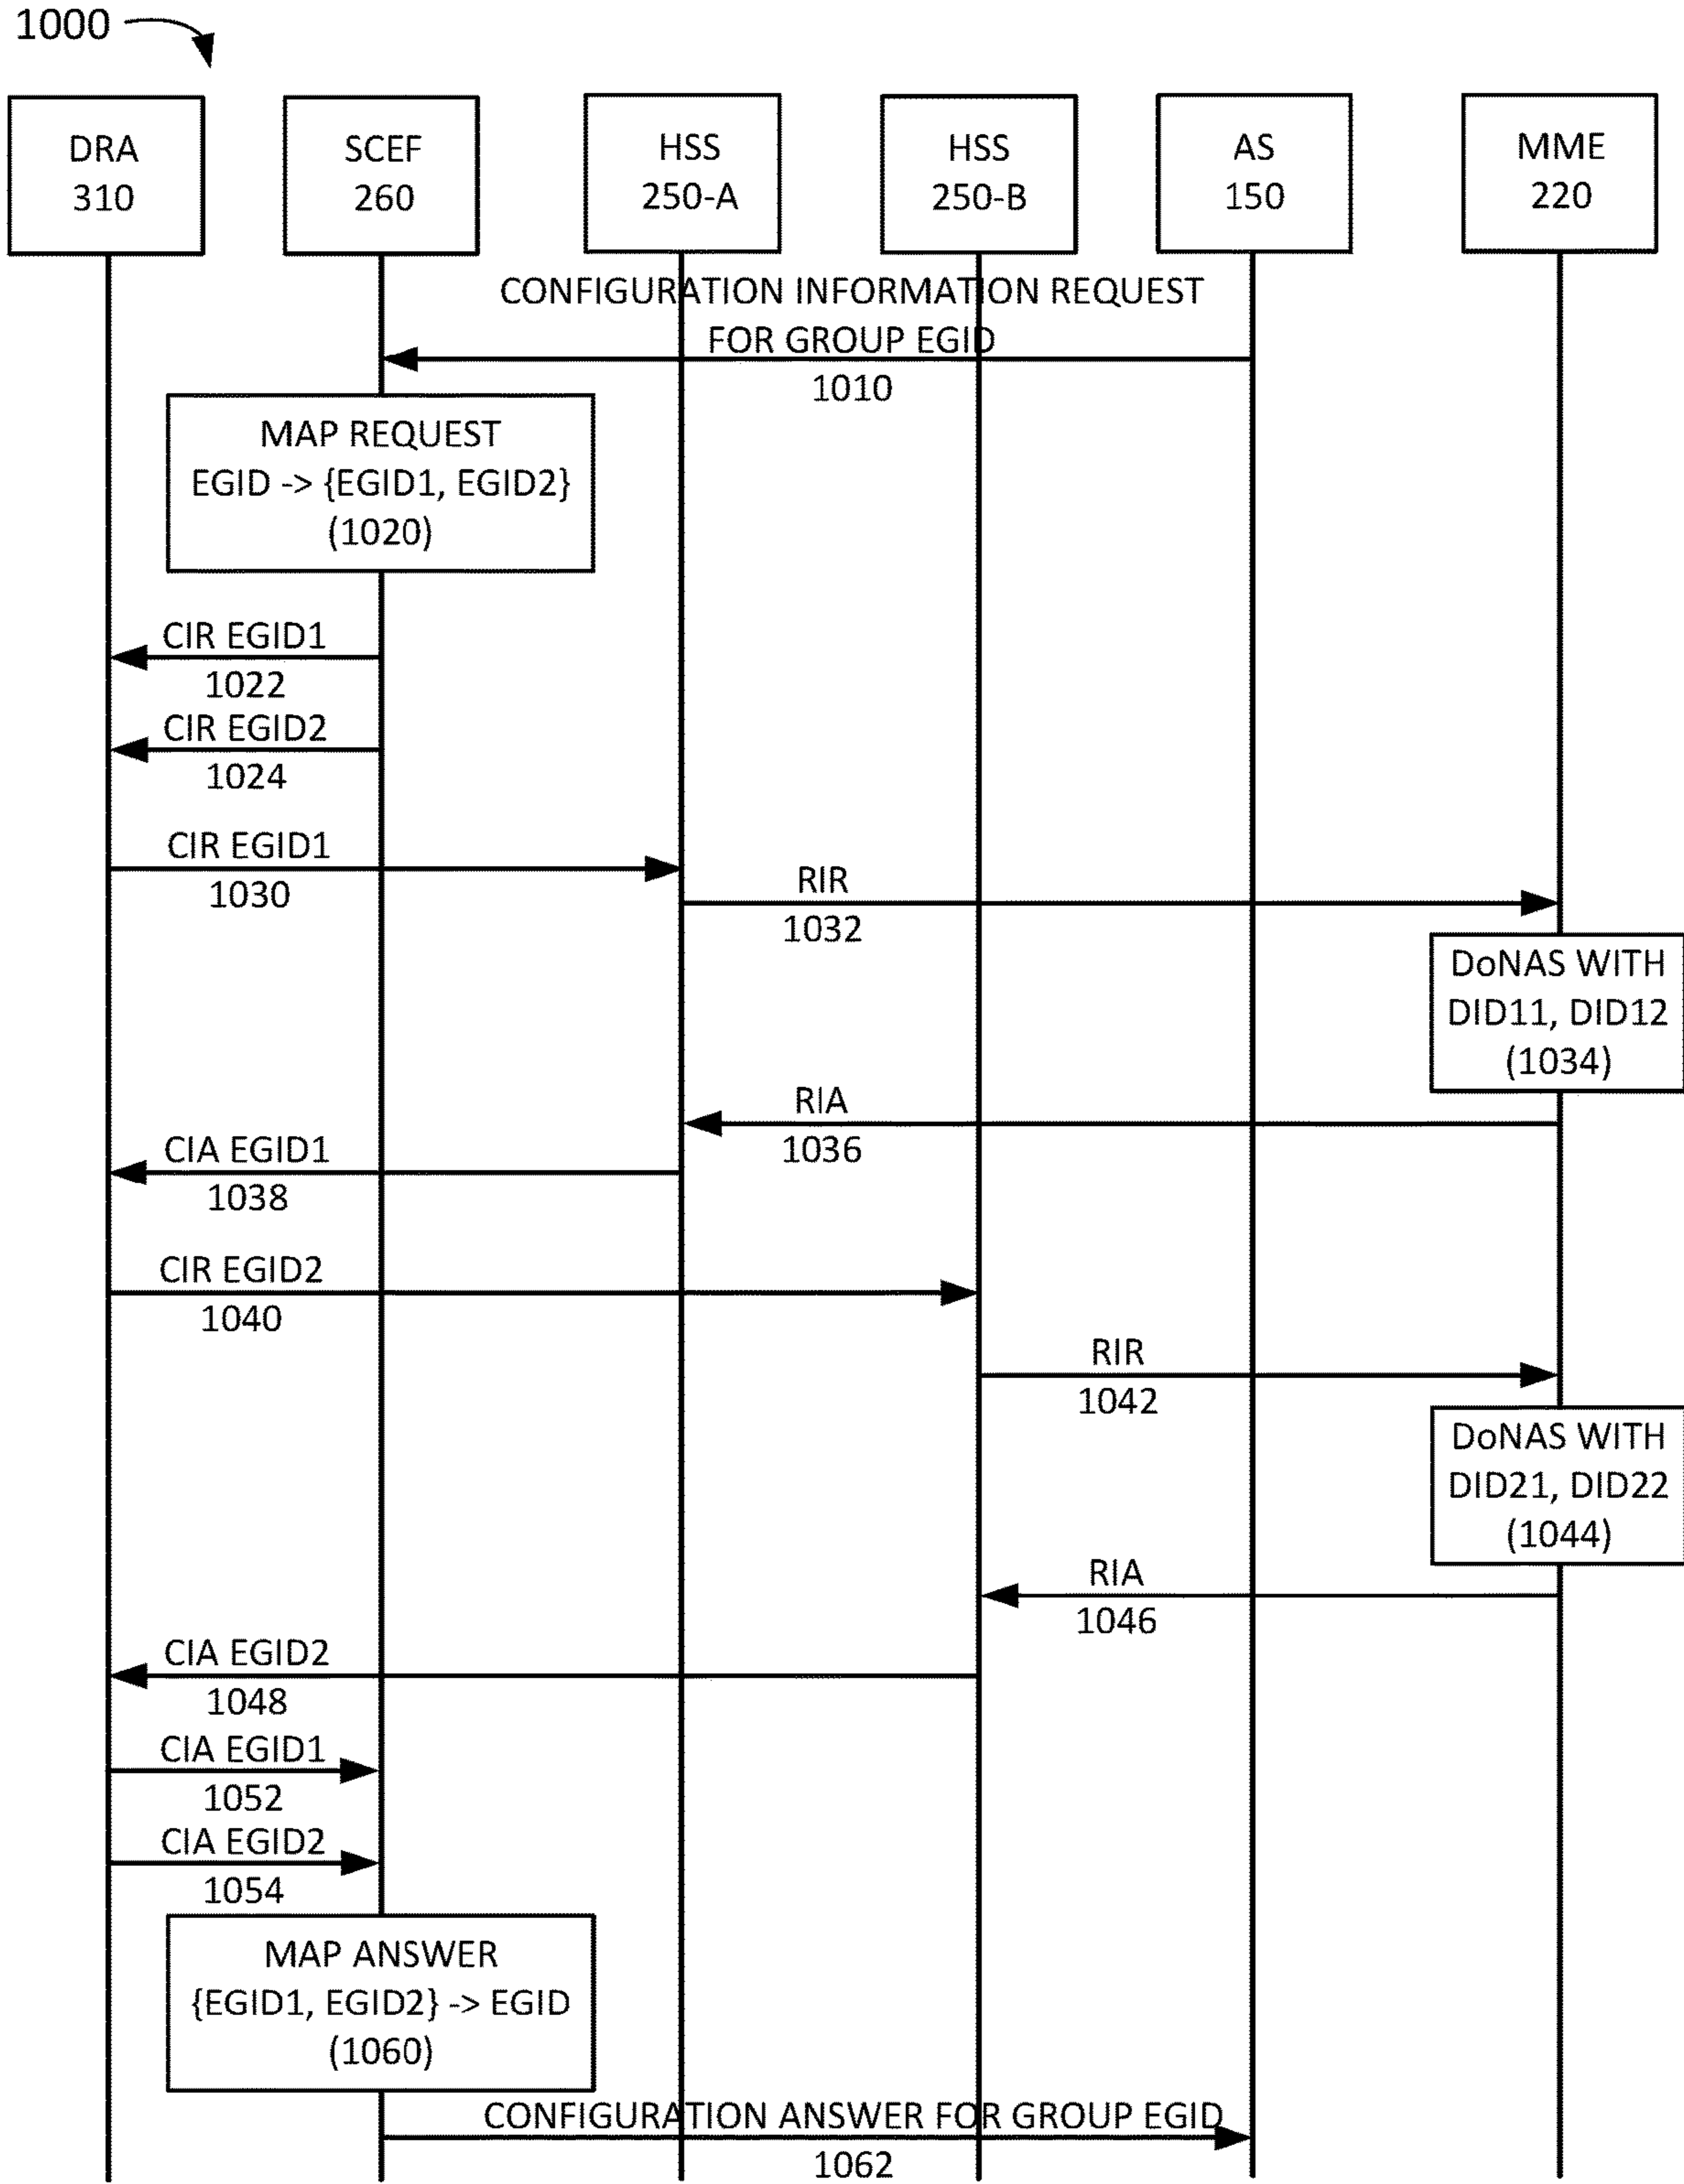 1000
DRA
310
SCEF
260
HSS
250-A
HSS
250-B
AS
150
MME
220
CONFIGURATION INFORMATION REQUEST
FOR GROUP EGID
1010
MAP REQUEST
EGID -> {EGID1, EGID2}
(1020)
CIR EGID1
1022
CIR EGID2
1024
CIR EGID1
1030
RIR
1032
DoNAS WITH
DID11, DID12
(1034)
RIA
1036
CIA EGID1
1038
CIR EGID2
1040
RIR
1042
DoNAS WITH
DID21, DID22
(1044)
RIA
1046
CIA EGID2
1048
CIA EGID1
1052
CIA EGID2
1054
MAP ANSWER
{EGID1, EGID2} -> EGID
(1060)
CONFIGURATION ANSWER FOR GROUP EGID
1062